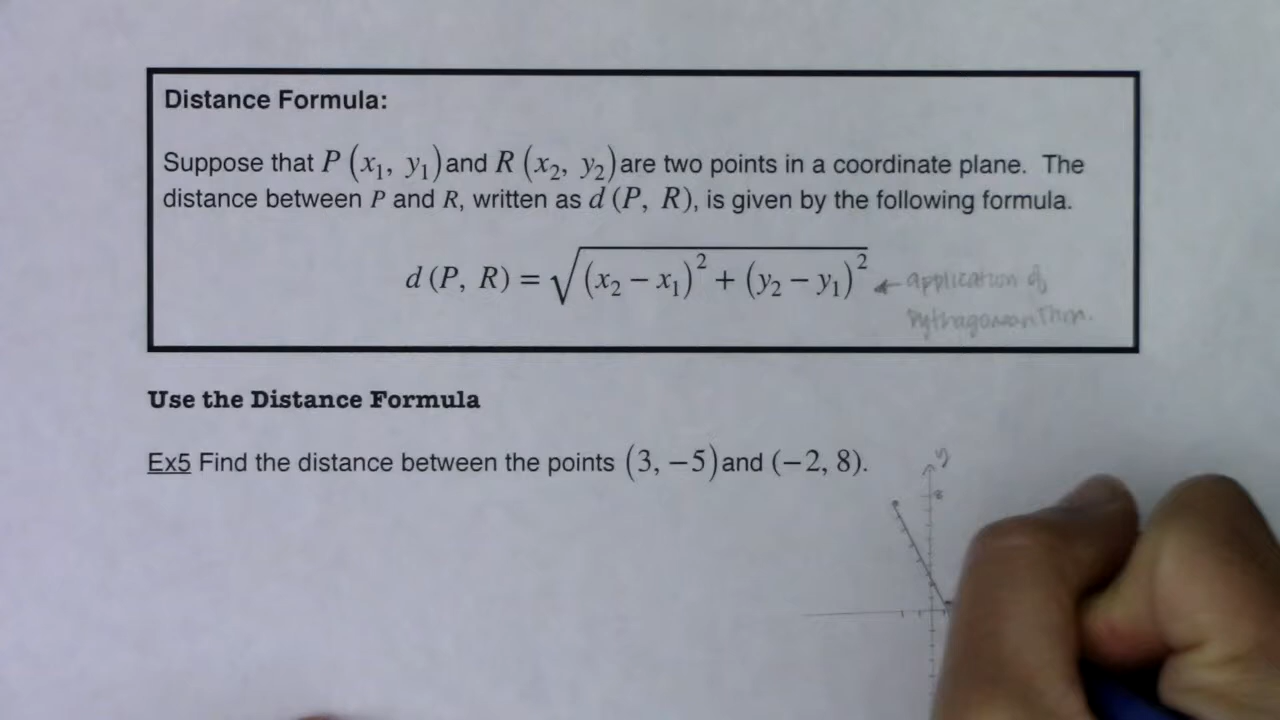 Distance Formula:
Suppose that P (x₁, y₁) and R (x₂, y₂) are two points in a coordinate plane. The
distance between P and R, written as d (P, R), is given by the following formula.
d (P, R) = √((x₂ − x₁)² + (y₂ − y₁)²) ← application of
Pythagorean Thm.
Use the Distance Formula
Ex5 Find the distance between the points (3, −5) and (−2, 8).
y
8